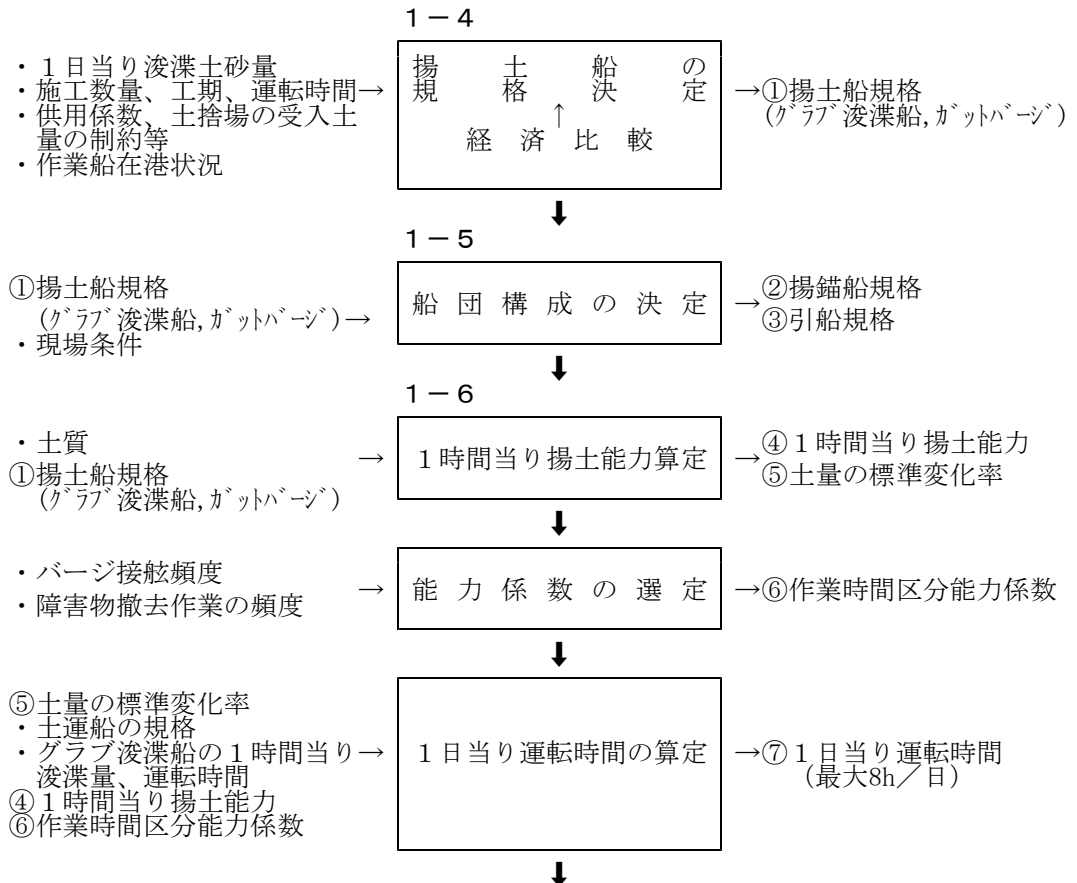 １－４
・１日当り浚渫土砂量
・施工数量、工期、運転時間→
・供用係数、土捨場の受入土
量の制約等
・作業船在港状況
揚土船の
規格決定
↑
経済比較
→①揚土船規格
(ｸﾞﾗﾌﾞ浚渫船,ｶﾞｯﾄﾊﾞｰｼﾞ)
⬇
１－５
①揚土船規格
(ｸﾞﾗﾌﾞ浚渫船,ｶﾞｯﾄﾊﾞｰｼﾞ)→
・現場条件
船団構成の決定
→②揚錨船規格
③引船規格
⬇
１－６
・土質
①揚土船規格
(ｸﾞﾗﾌﾞ浚渫船,ｶﾞｯﾄﾊﾞｰｼﾞ)
→
１時間当り揚土能力算定
→④１時間当り揚土能力
⑤土量の標準変化率
⬇
・バージ接舷頻度
・障害物撤去作業の頻度
→
能力係数の選定
→⑥作業時間区分能力係数
⬇
⑤土量の標準変化率
・土運船の規格
・グラブ浚渫船の１時間当り→
浚渫量、運転時間
④１時間当り揚土能力
⑥作業時間区分能力係数
１日当り運転時間の算定
→⑦１日当り運転時間
(最大8h／日)
⬇